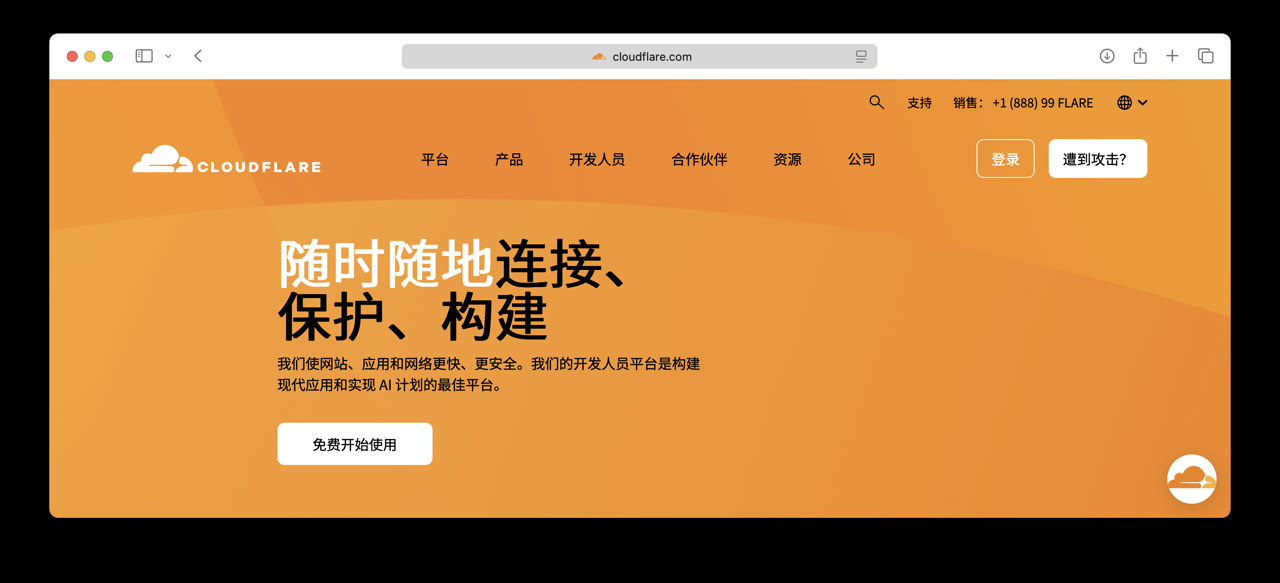 cloudflare.com
支持
销售： +1 (888) 99 FLARE
CLOUDFLARE
平台
产品
开发人员
合作伙伴
资源
公司
登录
遭到攻击？
随时随地连接、
保护、构建
我们使网站、应用和网络更快、更安全。我们的开发人员平台是构建
现代应用和实现 AI 计划的最佳平台。
免费开始使用